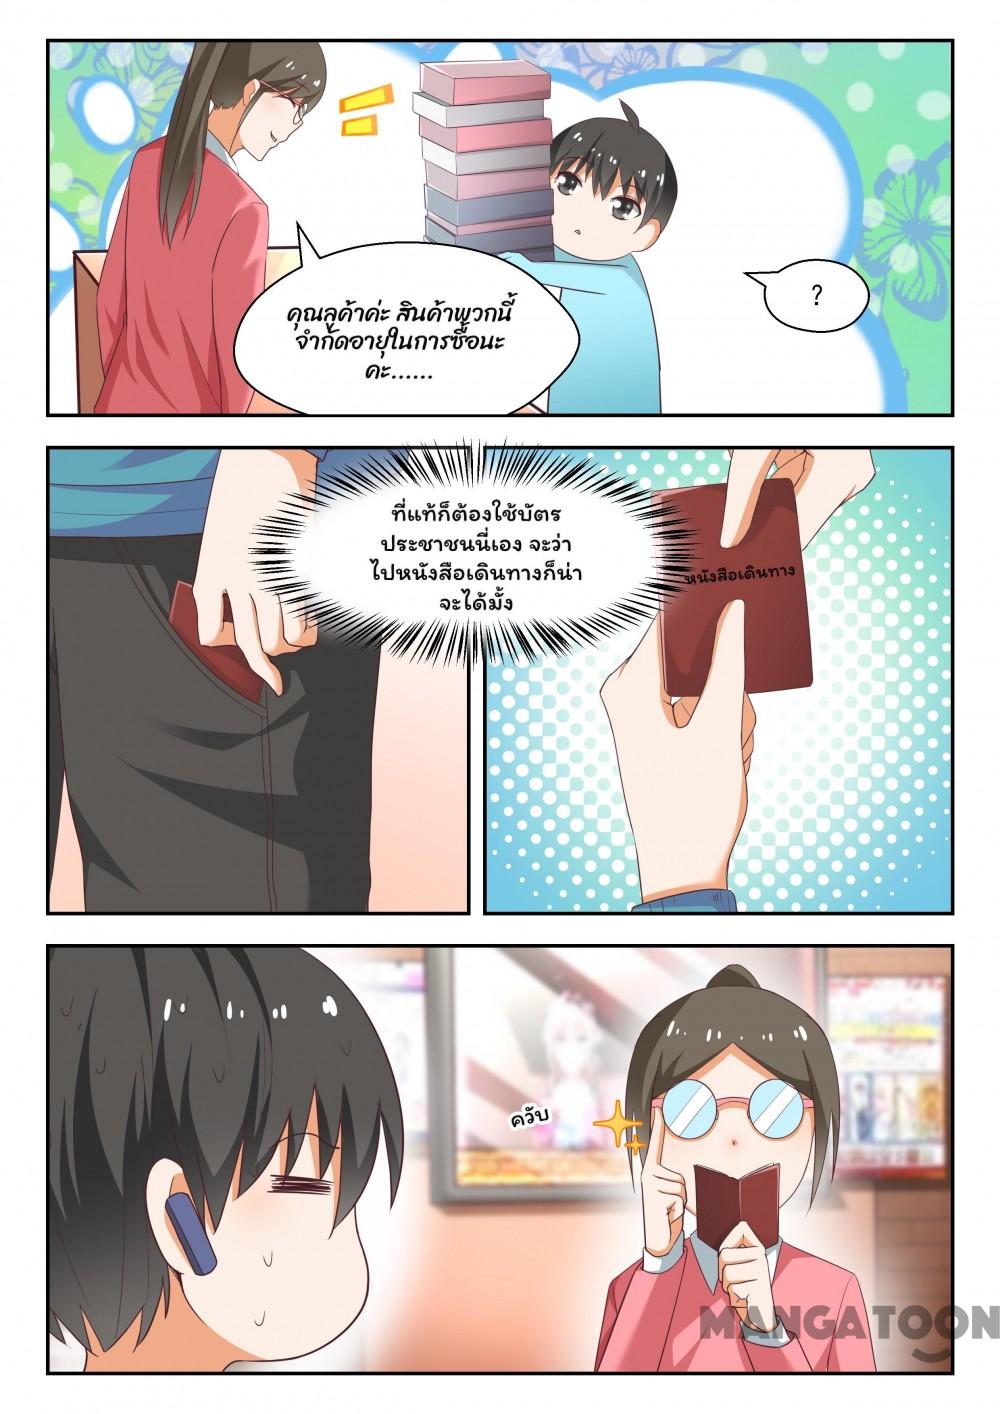 คุณลูกค้าค่ะ สินค้าพวกนี้
จำกัดอายุในการซื้อนะ
คะ......
?
ที่แท้ก็ต้องใช้บัตร
ประชาชนนี่เอง จะว่า
ไปหนังสือเดินทางก็น่า
จะได้มั้ง
หนังสือเดินทาง
ควับ
MANGATOON